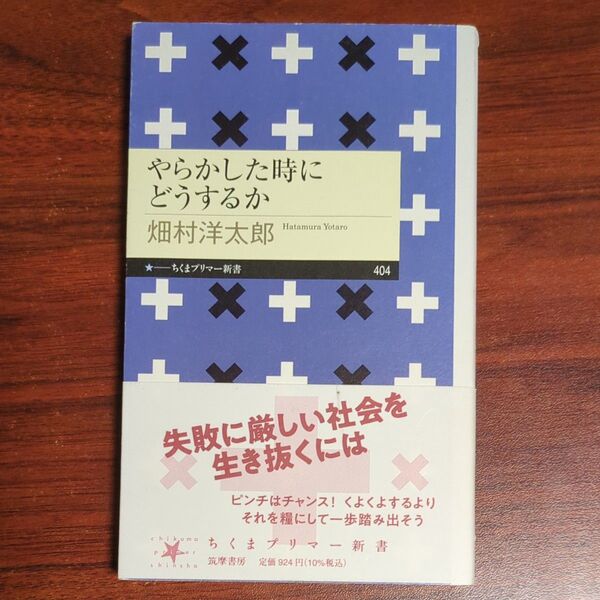 やらかした時に
どうするか
畑村洋太郎 Hatamura Yotaro
★──ちくまプリマー新書 404
失敗に厳しい社会を
生き抜くには
ピンチはチャンス！くよくよするより
それを糧にして一歩踏み出そう
chikuma
primer
shinsho
ちくまプリマー新書
筑摩書房 定価924円(10%税込)